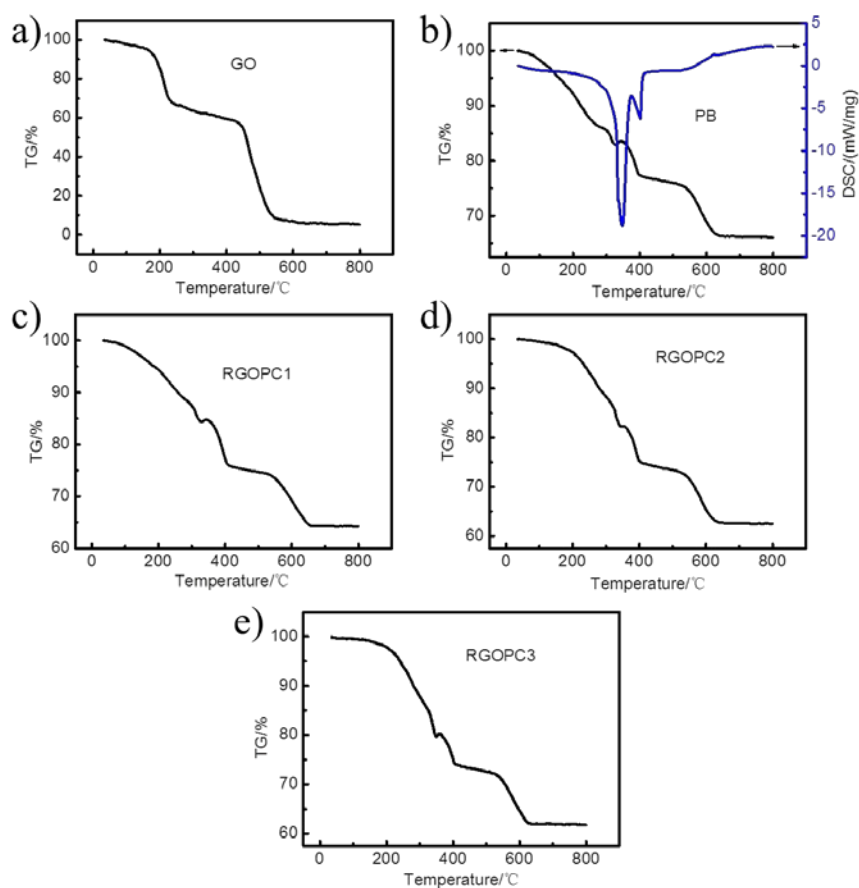 a)
GO
100
80
60
40
20
0
TG/%
0 200 400 600 800
Temperature/℃
b)
PB
100
90
80
70
TG/%
5
0
-5
-10
-15
-20
DSC/(mW/mg)
0 200 400 600 800
Temperature/℃
c)
RGOPC1
100
90
80
70
60
TG/%
0 200 400 600 800
Temperature/℃
d)
RGOPC2
100
90
80
70
60
TG/%
0 200 400 600 800
Temperature/℃
e)
RGOPC3
100
90
80
70
60
TG/%
0 200 400 600 800
Temperature/℃